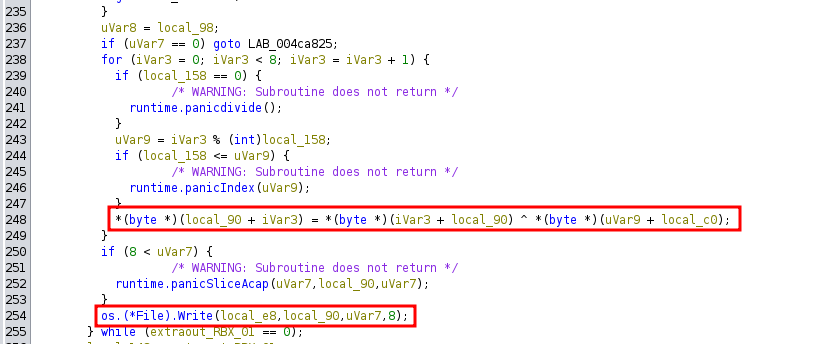 235 }
236 uVar8 = local_98;
237 if (uVar7 == 0) goto LAB_004ca825;
238 for (iVar3 = 0; iVar3 < 8; iVar3 = iVar3 + 1) {
239 if (local_158 == 0) {
240 /* WARNING: Subroutine does not return */
241 runtime.panicdivide();
242 }
243 uVar9 = iVar3 % (int)local_158;
244 if (local_158 <= uVar9) {
245 /* WARNING: Subroutine does not return */
246 runtime.panicIndex(uVar9);
247 }
248 *(byte *)(local_90 + iVar3) = *(byte *)(iVar3 + local_90) ^ *(byte *)(uVar9 + local_c0);
249 }
250 if (8 < uVar7) {
251 /* WARNING: Subroutine does not return */
252 runtime.panicSliceAcap(uVar7,local_90,uVar7);
253 }
254 os.(*File).Write(local_e8,local_90,uVar7,8);
255 } while (extraout_RBX_01 == 0);